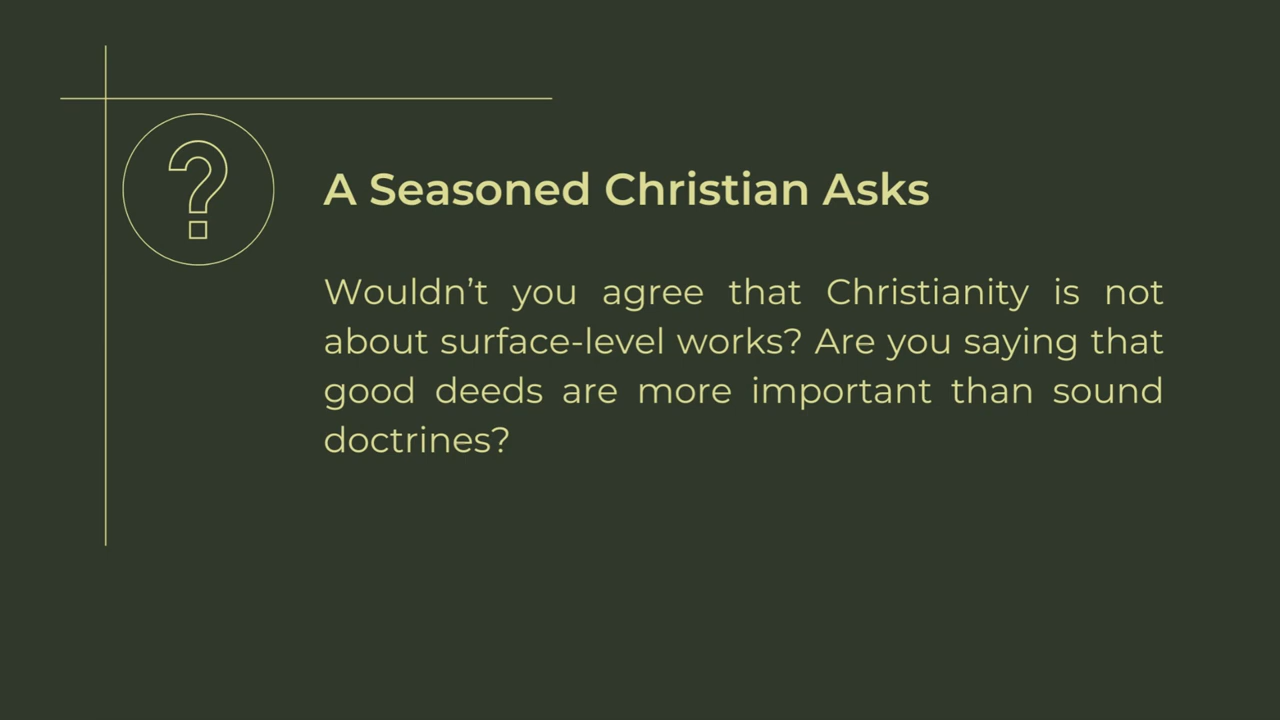 ?
A Seasoned Christian Asks
Wouldn’t you agree that Christianity is not
about surface-level works? Are you saying that
good deeds are more important than sound
doctrines?